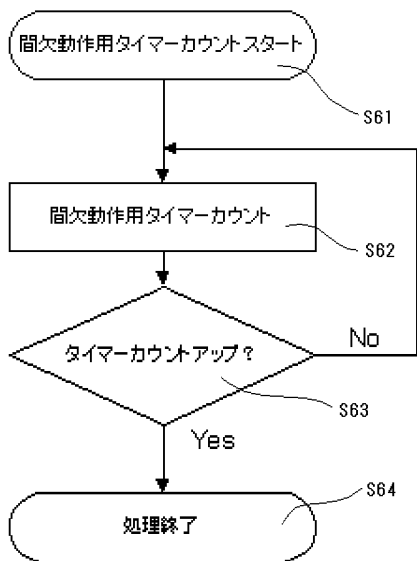 間欠動作用タイマーカウントスタート
S61
間欠動作用タイマーカウント
S62
タイマーカウントアップ？
No
S63
Yes
S64
処理終了